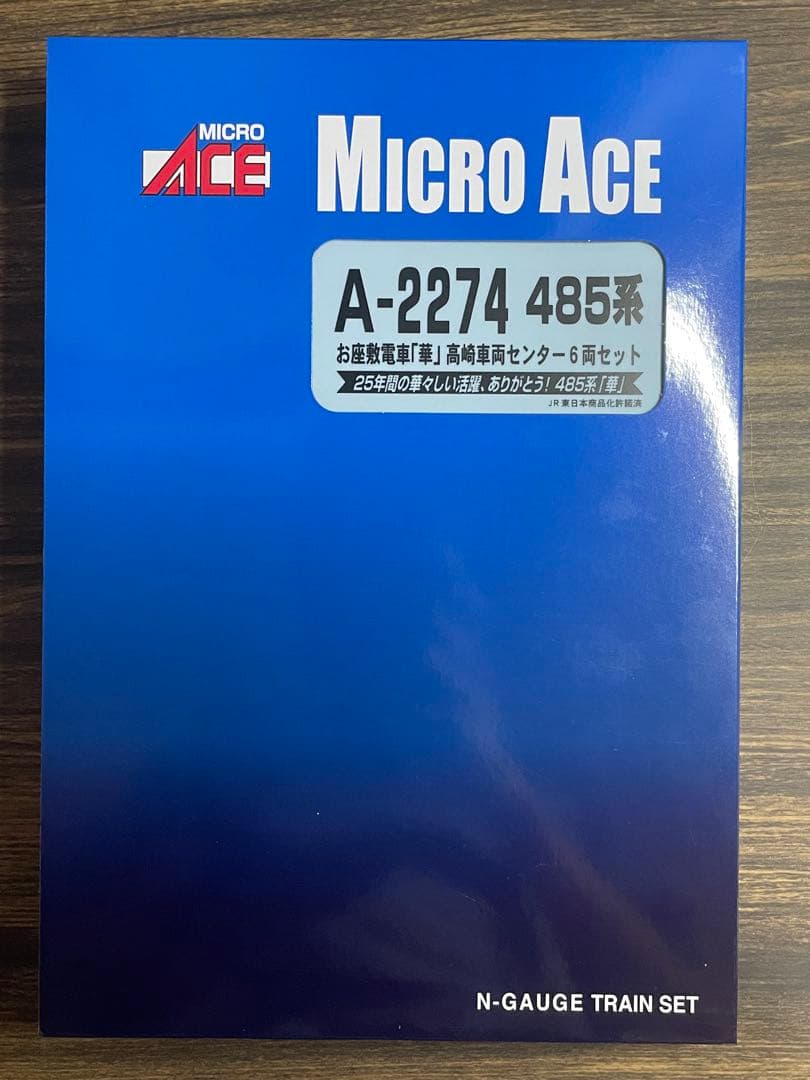 MICRO
ACE
MICRO ACE
A-2274 485系
お座敷電車「華」高崎車両センター6両セット
25年間の華々しい活躍、ありがとう! 485系「華」
JR東日本商品化許諾済
N-GAUGE TRAIN SET